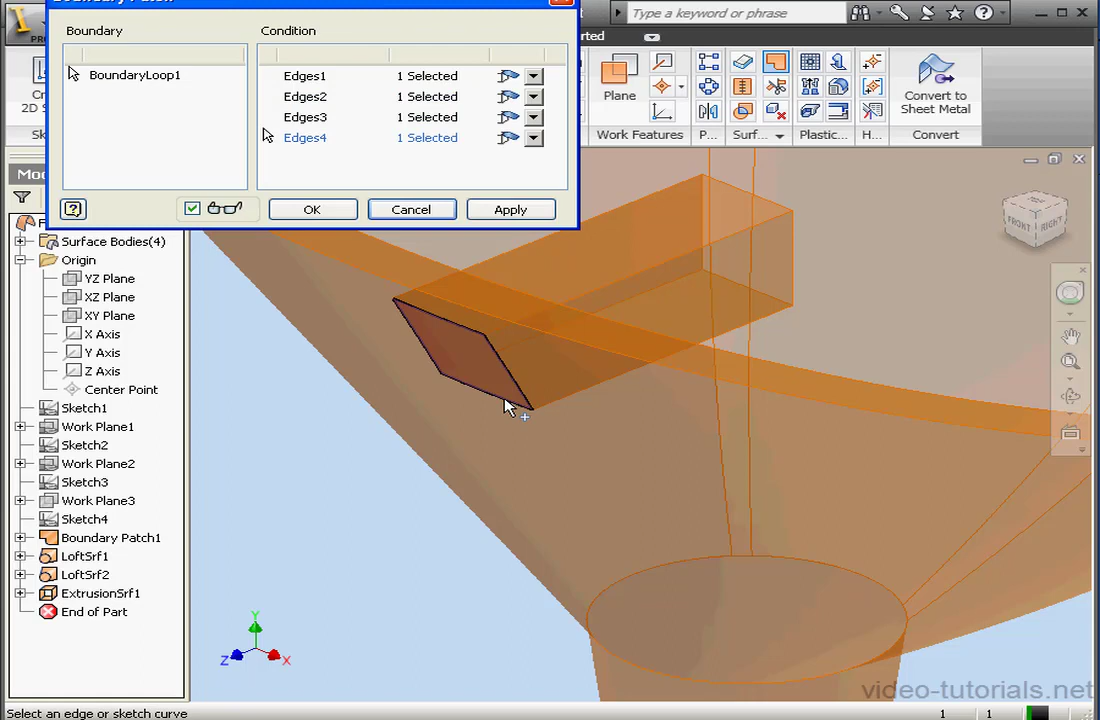 Type a keyword or phrase
Boundary Patch
Boundary
Condition
BoundaryLoop1
Edges1 1 Selected
Edges2 1 Selected
Edges3 1 Selected
Edges4 1 Selected
OK
Cancel
Apply
Plane
Convert to
Sheet Metal
Work Features
P...
Surf...
Plastic...
H...
Convert
Surface Bodies(4)
Origin
YZ Plane
XZ Plane
XY Plane
X Axis
Y Axis
Z Axis
Center Point
Sketch1
Work Plane1
Sketch2
Work Plane2
Sketch3
Work Plane3
Sketch4
Boundary Patch1
LoftSrf1
LoftSrf2
ExtrusionSrf1
End of Part
FRONT
RIGHT
Y
Z
X
video-tutorials.net
Select an edge or sketch curve
1 1